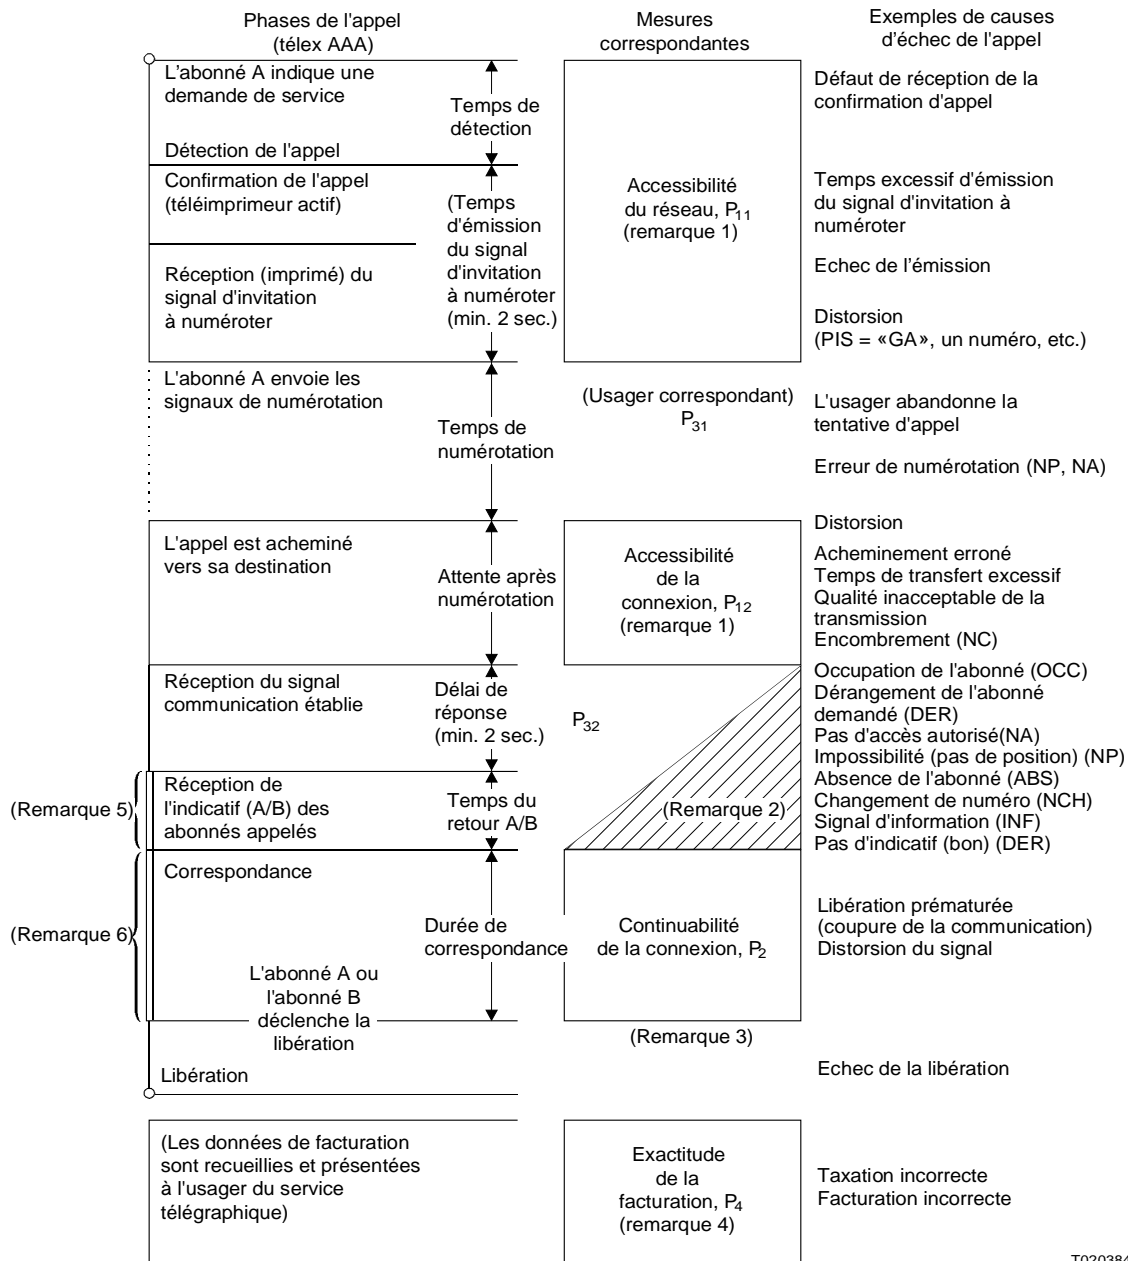 Phases de l'appel
(télex AAA)
Mesures
correspondantes
Exemples de causes
d'échec de l'appel
L'abonné A indique une
demande de service
Temps de
détection
Détection de l'appel
Défaut de réception de la
confirmation d'appel
Confirmation de l'appel
(téléimprimeur actif)
(Temps
d'émission
du signal
d'invitation
à numéroter
(min. 2 sec.)
Réception (imprimé) du
signal d'invitation
à numéroter
Accessibilité
du réseau, P11
(remarque 1)
Temps excessif d'émission
du signal d'invitation à
numéroter
Echec de l'émission
Distorsion
(PIS = «GA», un numéro, etc.)
L'abonné A envoie les
signaux de numérotation
Temps de
numérotation
(Usager correspondant)
P31
L'usager abandonne la
tentative d'appel
Erreur de numérotation (NP, NA)
L'appel est acheminé
vers sa destination
Attente après
numérotation
Accessibilité
de la
connexion, P12
(remarque 1)
Distorsion
Acheminement erroné
Temps de transfert excessif
Qualité inacceptable de la
transmission
Encombrement (NC)
Réception du signal
communication établie
Délai de
réponse
(min. 2 sec.)
P32
Occupation de l'abonné (OCC)
Dérangement de l'abonné
demandé (DER)
Pas d'accès autorisé(NA)
Impossibilité (pas de position) (NP)
Absence de l'abonné (ABS)
Changement de numéro (NCH)
Signal d'information (INF)
Pas d'indicatif (bon) (DER)
(Remarque 5)
Réception de
l'indicatif (A/B) des
abonnés appelés
Temps du
retour A/B
(Remarque 2)
(Remarque 6)
Correspondance
Durée de
correspondance
Continuabilité
de la connexion, P2
Libération prématurée
(coupure de la communication)
Distorsion du signal
L'abonné A ou
l'abonné B
déclenche la
libération
(Remarque 3)
Libération
Echec de la libération
(Les données de facturation
sont recueillies et présentées
à l'usager du service
télégraphique)
Exactitude
de la
facturation, P4
(remarque 4)
Taxation incorrecte
Facturation incorrecte
T020384